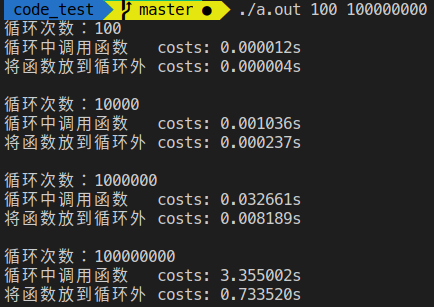 code_test master ● ./a.out 100 100000000
循环次数：100
循环中调用函数 costs: 0.000012s
将函数放到循环外 costs: 0.000004s
循环次数：10000
循环中调用函数 costs: 0.001036s
将函数放到循环外 costs: 0.000237s
循环次数：1000000
循环中调用函数 costs: 0.032661s
将函数放到循环外 costs: 0.008189s
循环次数：100000000
循环中调用函数 costs: 3.355002s
将函数放到循环外 costs: 0.733520s